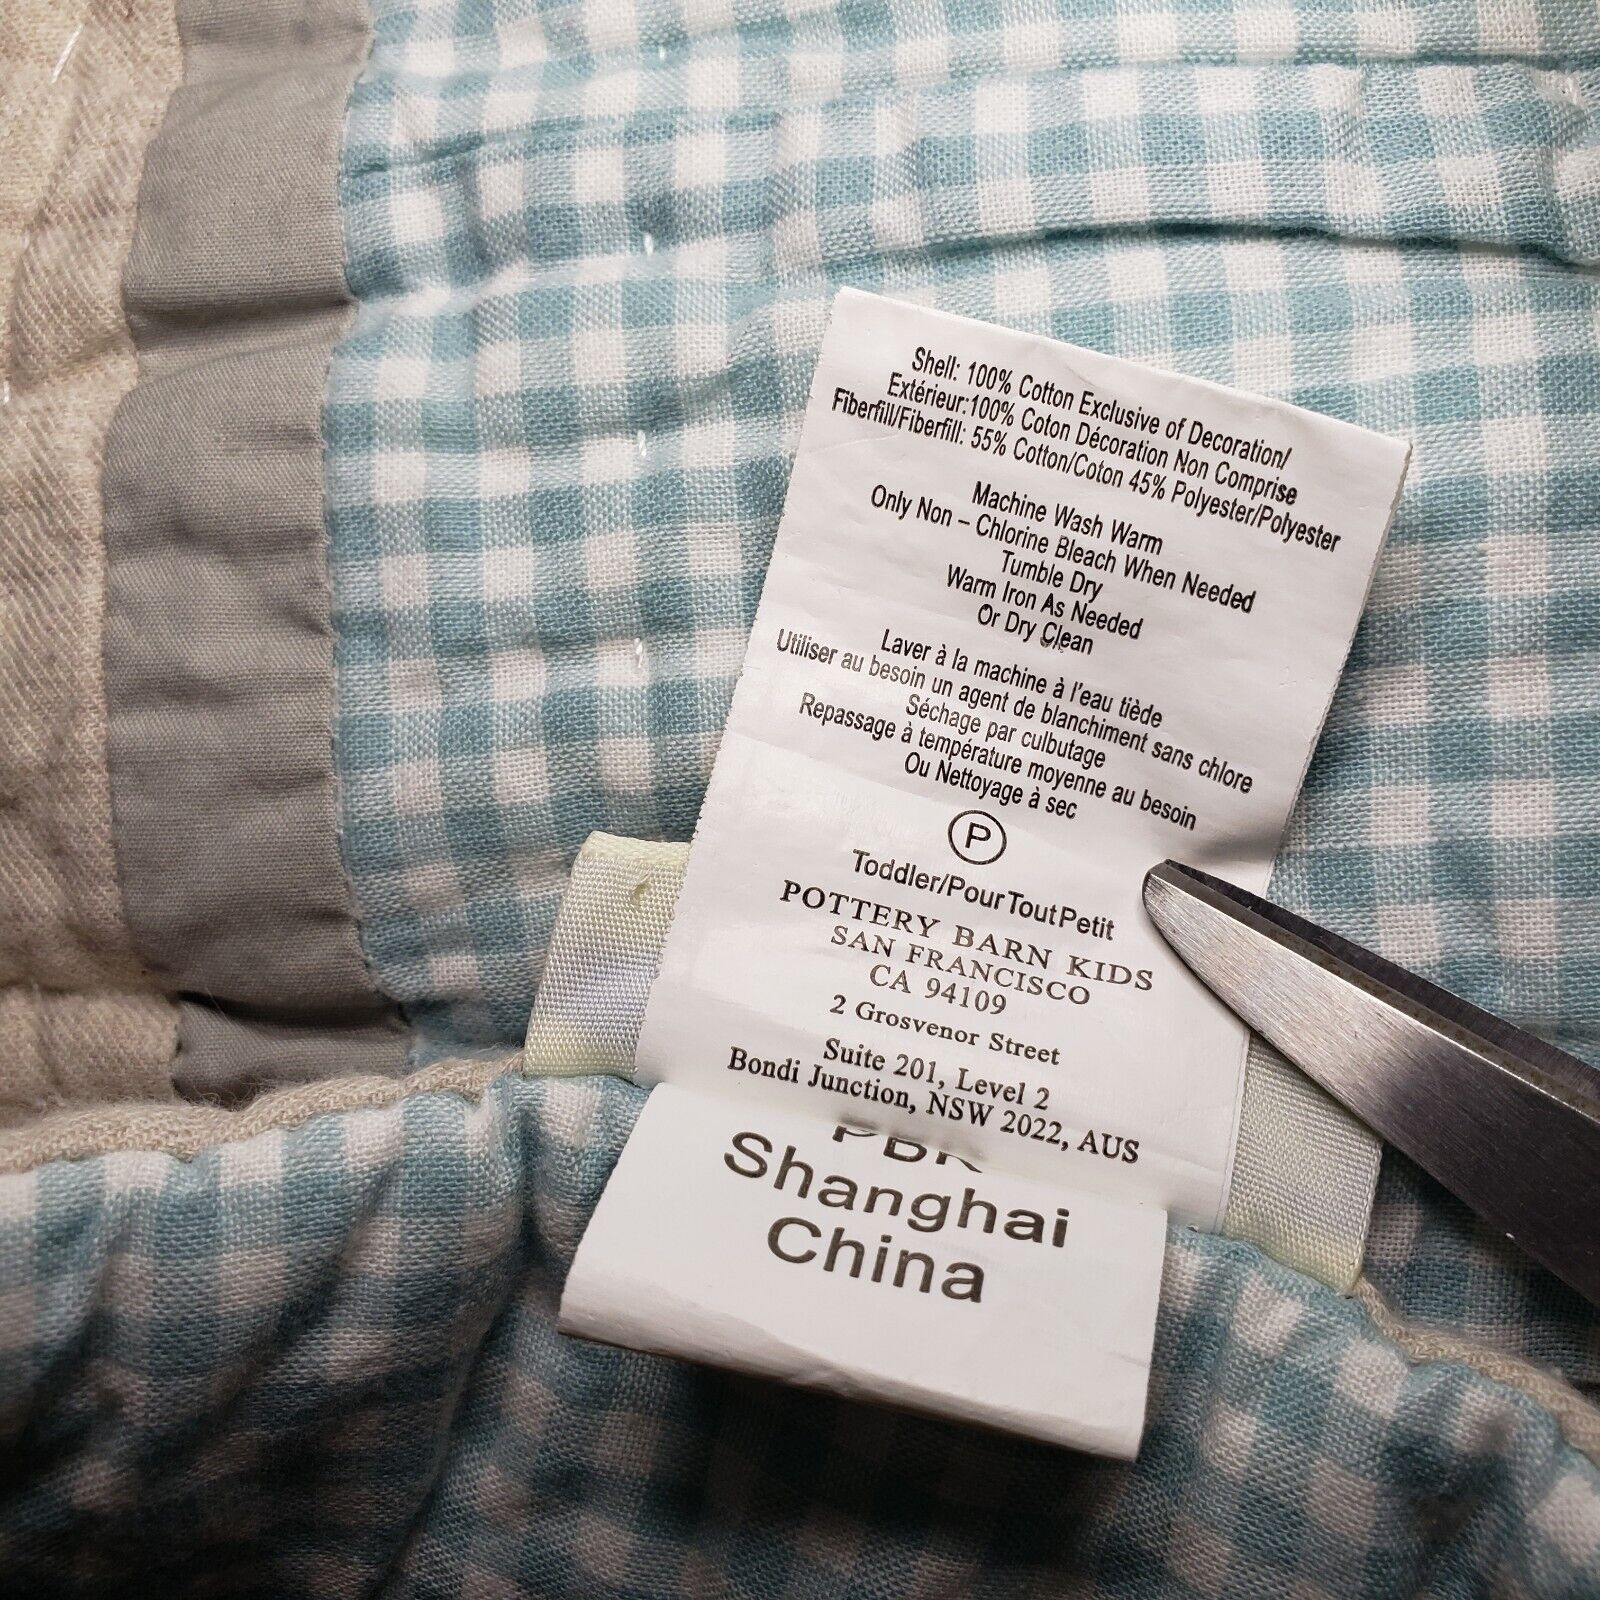 Shell: 100% Cotton Exclusive of Decoration/
Extérieur:100% Coton Décoration Non Comprise
Fiberfill/Fiberfill: 55% Cotton/Coton 45% Polyester/Polyester
Machine Wash Warm
Only Non – Chlorine Bleach When Needed
Tumble Dry
Warm Iron As Needed
Or Dry Clean
Laver à la machine à l'eau tiède
Utiliser au besoin un agent de blanchiment sans chlore
Séchage par culbutage
Repassage à température moyenne au besoin
Ou Nettoyage à sec
P
Toddler/PourToutPetit
POTTERY BARN KIDS
SAN FRANCISCO
CA 94109
2 Grosvenor Street
Suite 201, Level 2
Bondi Junction, NSW 2022, AUS
Shanghai
China